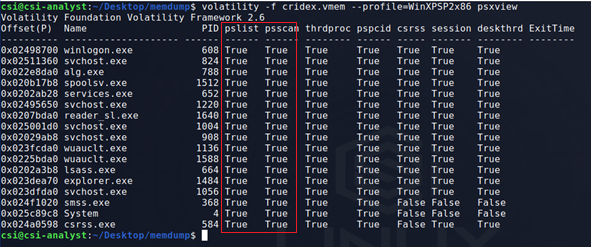 csi@csi-analyst:~/Desktop/memdump$ volatility -f cridex.vmem --profile=WinXPSP2x86 psxview
Volatility Foundation Volatility Framework 2.6
Offset(P)  Name                    PID pslist psscan thrdproc pspcid csrss session deskthrd ExitTime
---------- -------------------- ------ ------ ------ -------- ------ ----- ------- -------- --------
0x02498700 winlogon.exe            608 True   True   True     True   True  True    True
0x02511360 svchost.exe             824 True   True   True     True   True  True    True
0x022e8da0 alg.exe                 788 True   True   True     True   True  True    True
0x020b17b8 spoolsv.exe            1512 True   True   True     True   True  True    True
0x0202ab28 services.exe            652 True   True   True     True   True  True    True
0x02495650 svchost.exe            1220 True   True   True     True   True  True    True
0x0207bda0 reader_sl.exe          1640 True   True   True     True   True  True    True
0x025001d0 svchost.exe            1004 True   True   True     True   True  True    True
0x02029ab8 svchost.exe             908 True   True   True     True   True  True    True
0x023fcda0 wuauclt.exe            1136 True   True   True     True   True  True    True
0x0225bda0 wuauclt.exe            1588 True   True   True     True   True  True    True
0x0202a3b8 lsass.exe               664 True   True   True     True   True  True    True
0x023dea70 explorer.exe           1484 True   True   True     True   True  True    True
0x023dfda0 svchost.exe            1056 True   True   True     True   True  True    True
0x024f1020 smss.exe                368 True   True   True     True   False False   False
0x025c89c8 System                    4 True   True   True     True   False False   False
0x024a0598 csrss.exe               584 True   True   True     True   False True    True
csi@csi-analyst:~/Desktop/memdump$